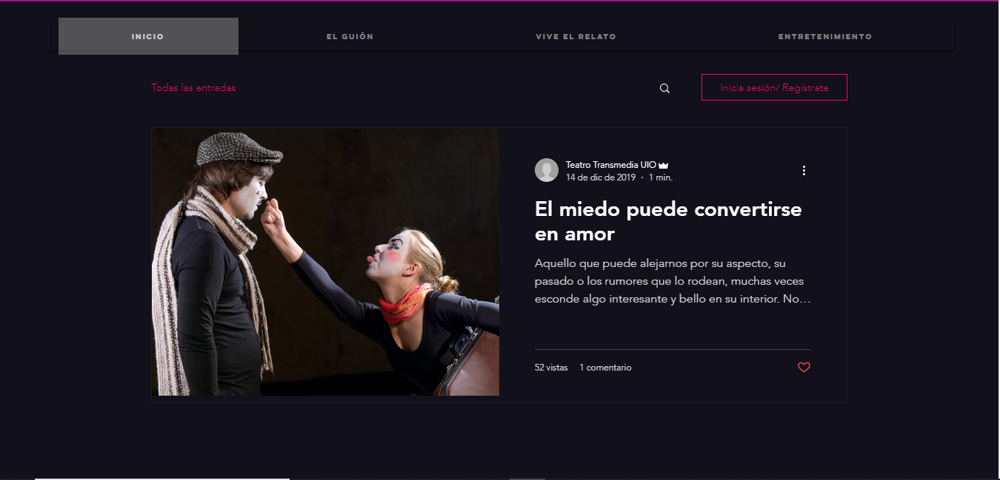 INICIO
EL GUIÓN
VIVE EL RELATO
ENTRETENIMIENTO
Todas las entradas
Inicia sesión/ Regístrate
Teatro Transmedia UIO
14 de dic de 2019 · 1 min.
El miedo puede convertirse
en amor
Aquello que puede alejarnos por su aspecto, su
pasado o los rumores que lo rodean, muchas veces
esconde algo interesante y bello en su interior. No…
52 vistas 1 comentario